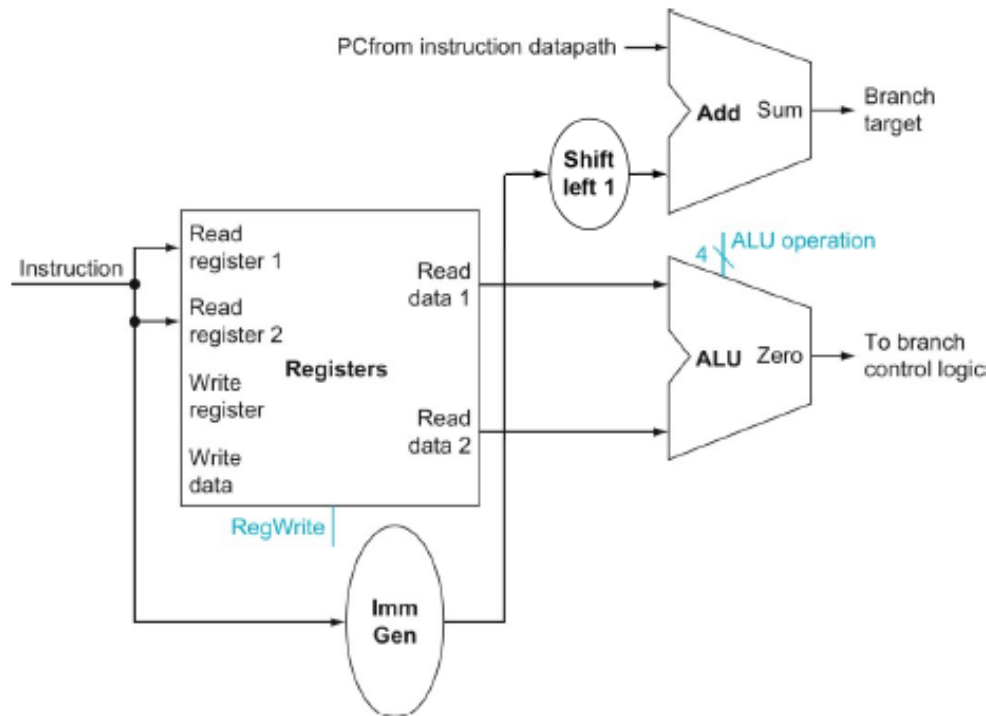 PCfrom instruction datapath
Add
Sum
Branch
target
Shift
left 1
ALU operation
4
Instruction
Read
register 1
Read
register 2
Registers
Write
register
Write
data
Read
data 1
Read
data 2
ALU
Zero
To branch
control logic
RegWrite
Imm
Gen